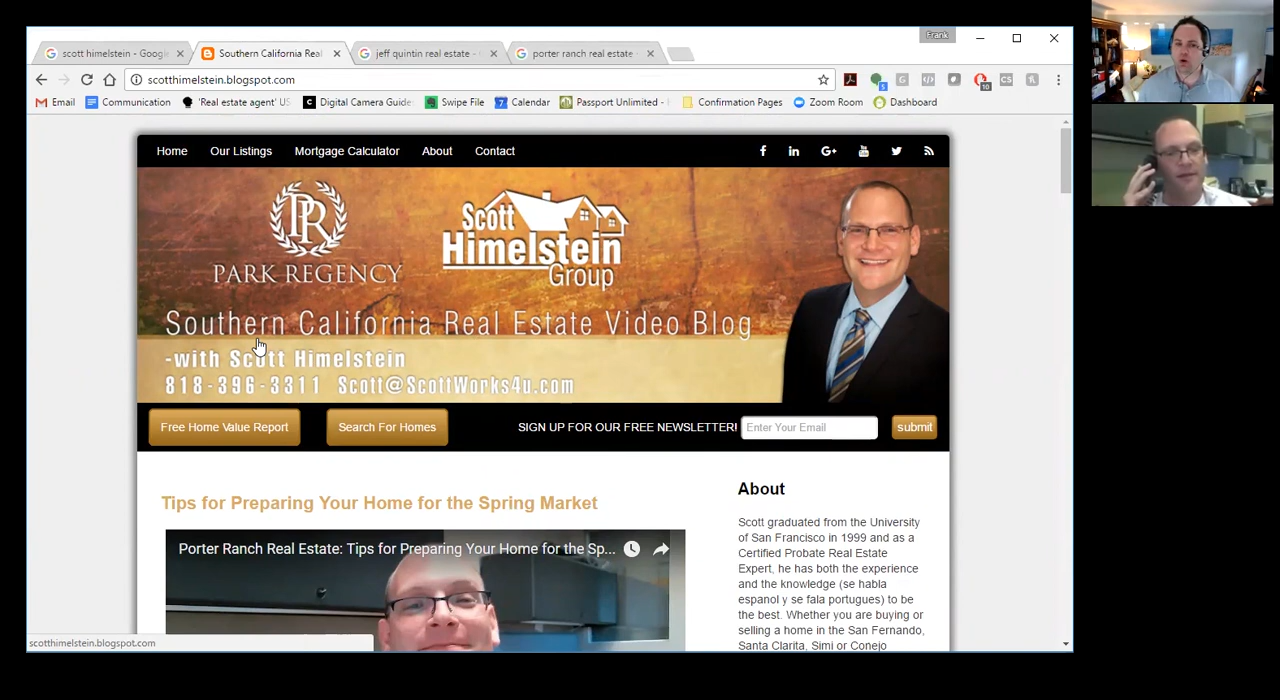 Frank
scott himelstein - Googl
Southern California Real
jeff quintin real estate -
porter ranch real estate -
scotthimelstein.blogspot.com
Email
Communication
'Real estate agent' US
Digital Camera Guide
Swipe File
Calendar
Passport Unlimited -
Confirmation Pages
Zoom Room
Dashboard
Home
Our Listings
Mortgage Calculator
About
Contact
PR
PARK REGENCY
Scott
Himelstein
Group
Southern California Real Estate Video Blog
-with Scott Himelstein
818-396-3311 Scott@ScottWorks4u.com
Free Home Value Report
Search For Homes
SIGN UP FOR OUR FREE NEWSLETTER!
Enter Your Email
submit
Tips for Preparing Your Home for the Spring Market
Porter Ranch Real Estate: Tips for Preparing Your Home for the Sp...
About
Scott graduated from the University
of San Francisco in 1999 and as a
Certified Probate Real Estate
Expert, he has both the experience
and the knowledge (se habla
espanol y se fala portugues) to be
the best. Whether you are buying or
selling a home in the San Fernando,
Santa Clarita, Simi or Conejo
scotthimelstein.blogspot.com